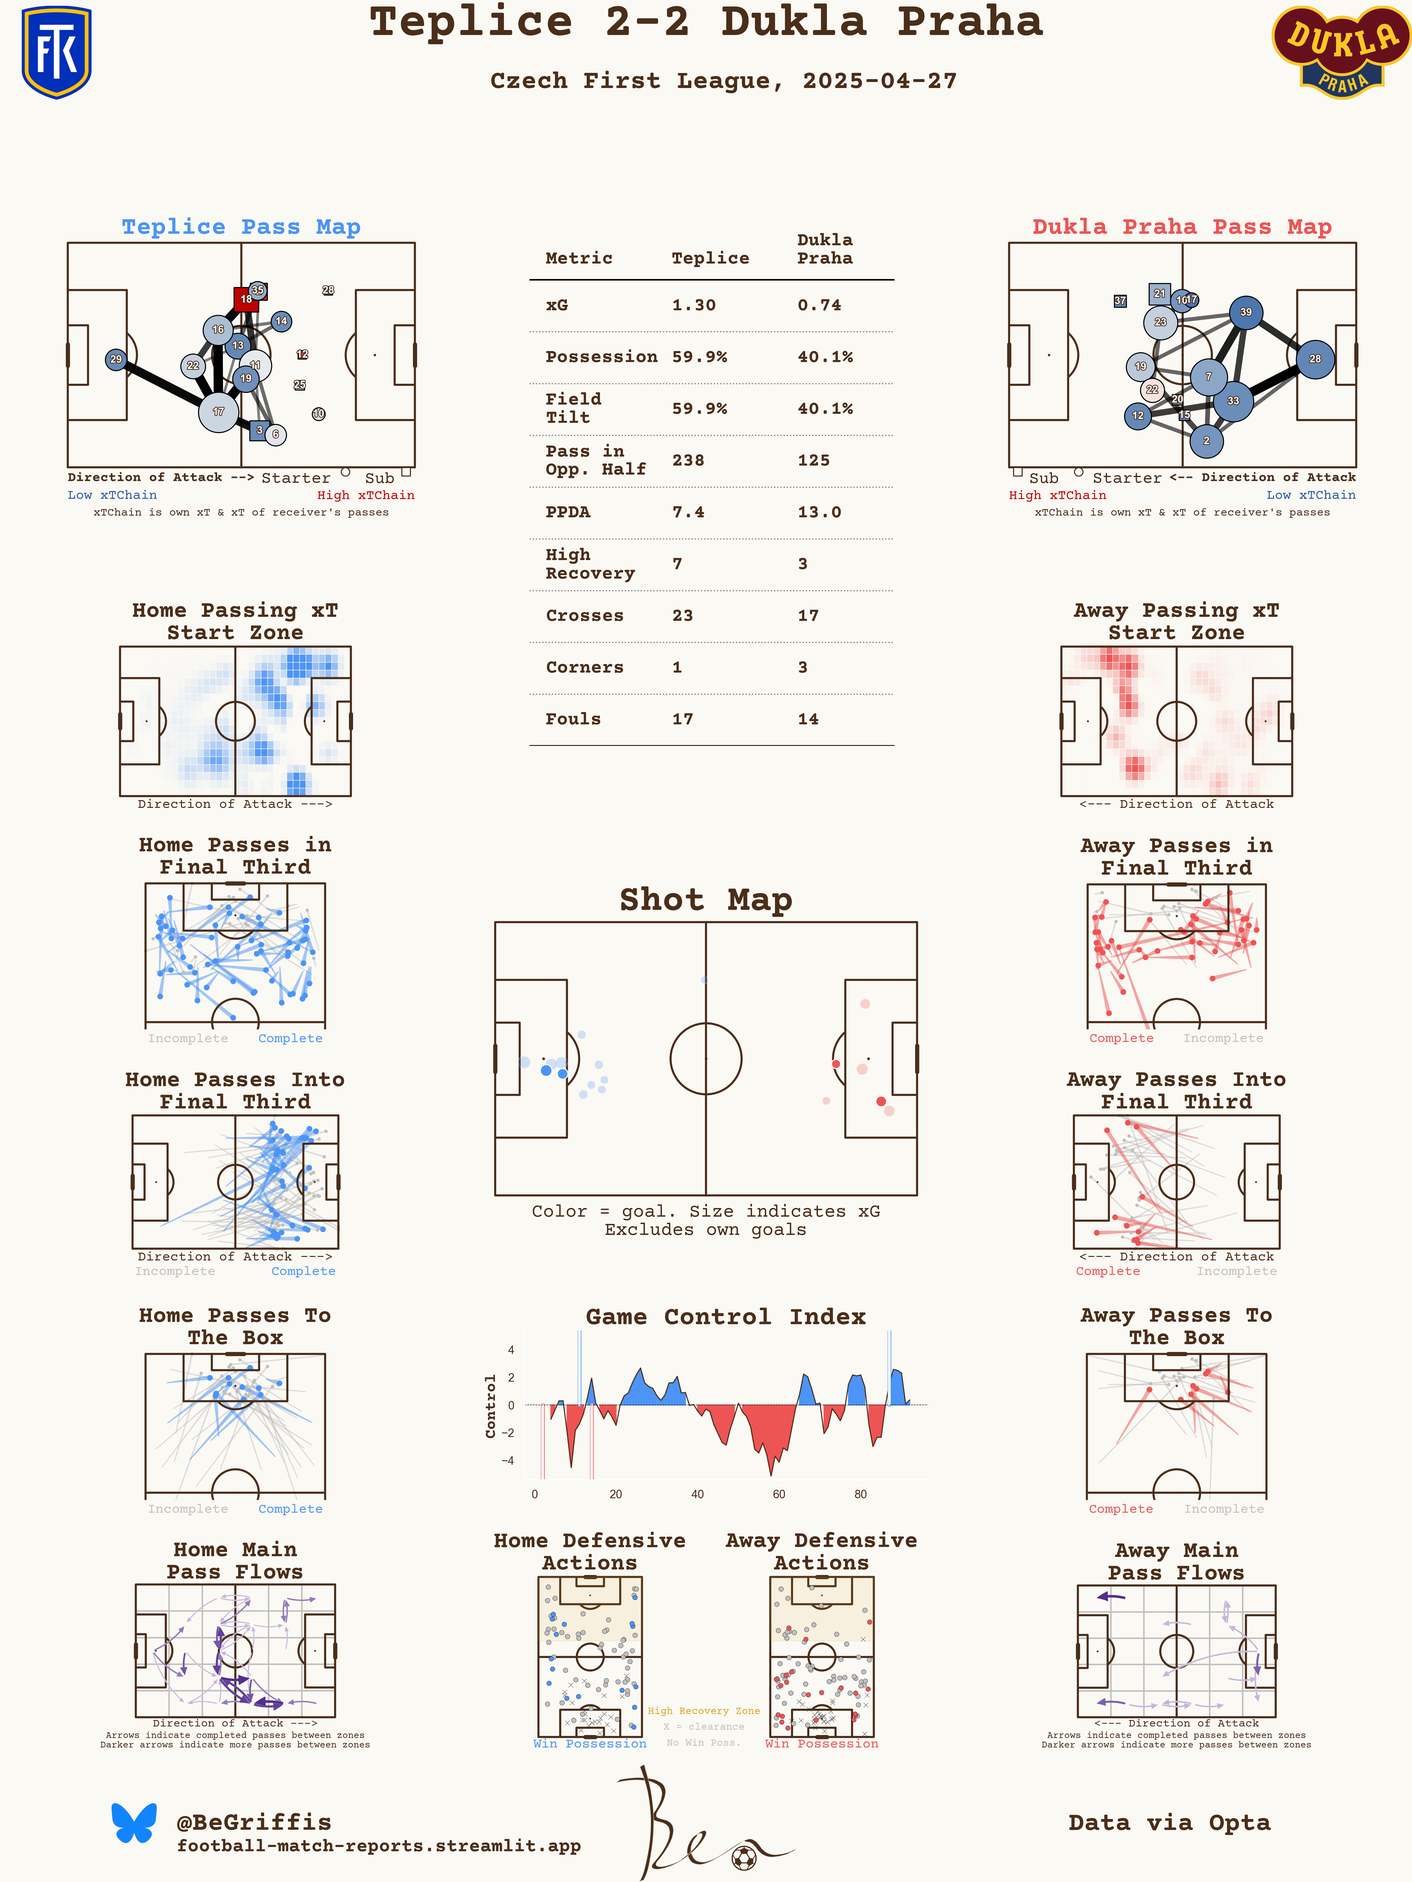 Teplice 2-2 Dukla Praha
Czech First League, 2025-04-27
FTK
DUKLA
PRAHA
Teplice Pass Map
18
35
28
14
16
13
12
29
22
11
19
25
17
10
3
6
Direction of Attack --> Starter Sub
Low xTChain High xTChain
xTChain is own xT & xT of receiver's passes
Metric Teplice Dukla Praha
xG 1.30 0.74
Possession 59.9% 40.1%
Field Tilt 59.9% 40.1%
Pass in Opp. Half 238 125
PPDA 7.4 13.0
High Recovery 7 3
Crosses 23 17
Corners 1 3
Fouls 17 14
Dukla Praha Pass Map
37
21
17
39
23
28
19
7
22
20
33
12
15
2
Sub Starter <-- Direction of Attack
High xTChain Low xTChain
xTChain is own xT & xT of receiver's passes
Home Passing xT
Start Zone
Direction of Attack --->
Away Passing xT
Start Zone
<--- Direction of Attack
Home Passes in
Final Third
Incomplete Complete
Away Passes in
Final Third
Complete Incomplete
Shot Map
Color = goal. Size indicates xG
Excludes own goals
Home Passes Into
Final Third
Direction of Attack --->
Incomplete Complete
Away Passes Into
Final Third
<--- Direction of Attack
Complete Incomplete
Home Passes To
The Box
Incomplete Complete
Game Control Index
Control
4
2
0
−2
−4
0 20 40 60 80
Away Passes To
The Box
Complete Incomplete
Home Main
Pass Flows
Direction of Attack --->
Arrows indicate completed passes between zones
Darker arrows indicate more passes between zones
Home Defensive
Actions
Win Possession
Away Defensive
Actions
Win Possession
High Recovery Zone
X = clearance
No Win Poss.
Away Main
Pass Flows
<--- Direction of Attack
Arrows indicate completed passes between zones
Darker arrows indicate more passes between zones
@BeGriffis
football-match-reports.streamlit.app
Ben
Data via Opta